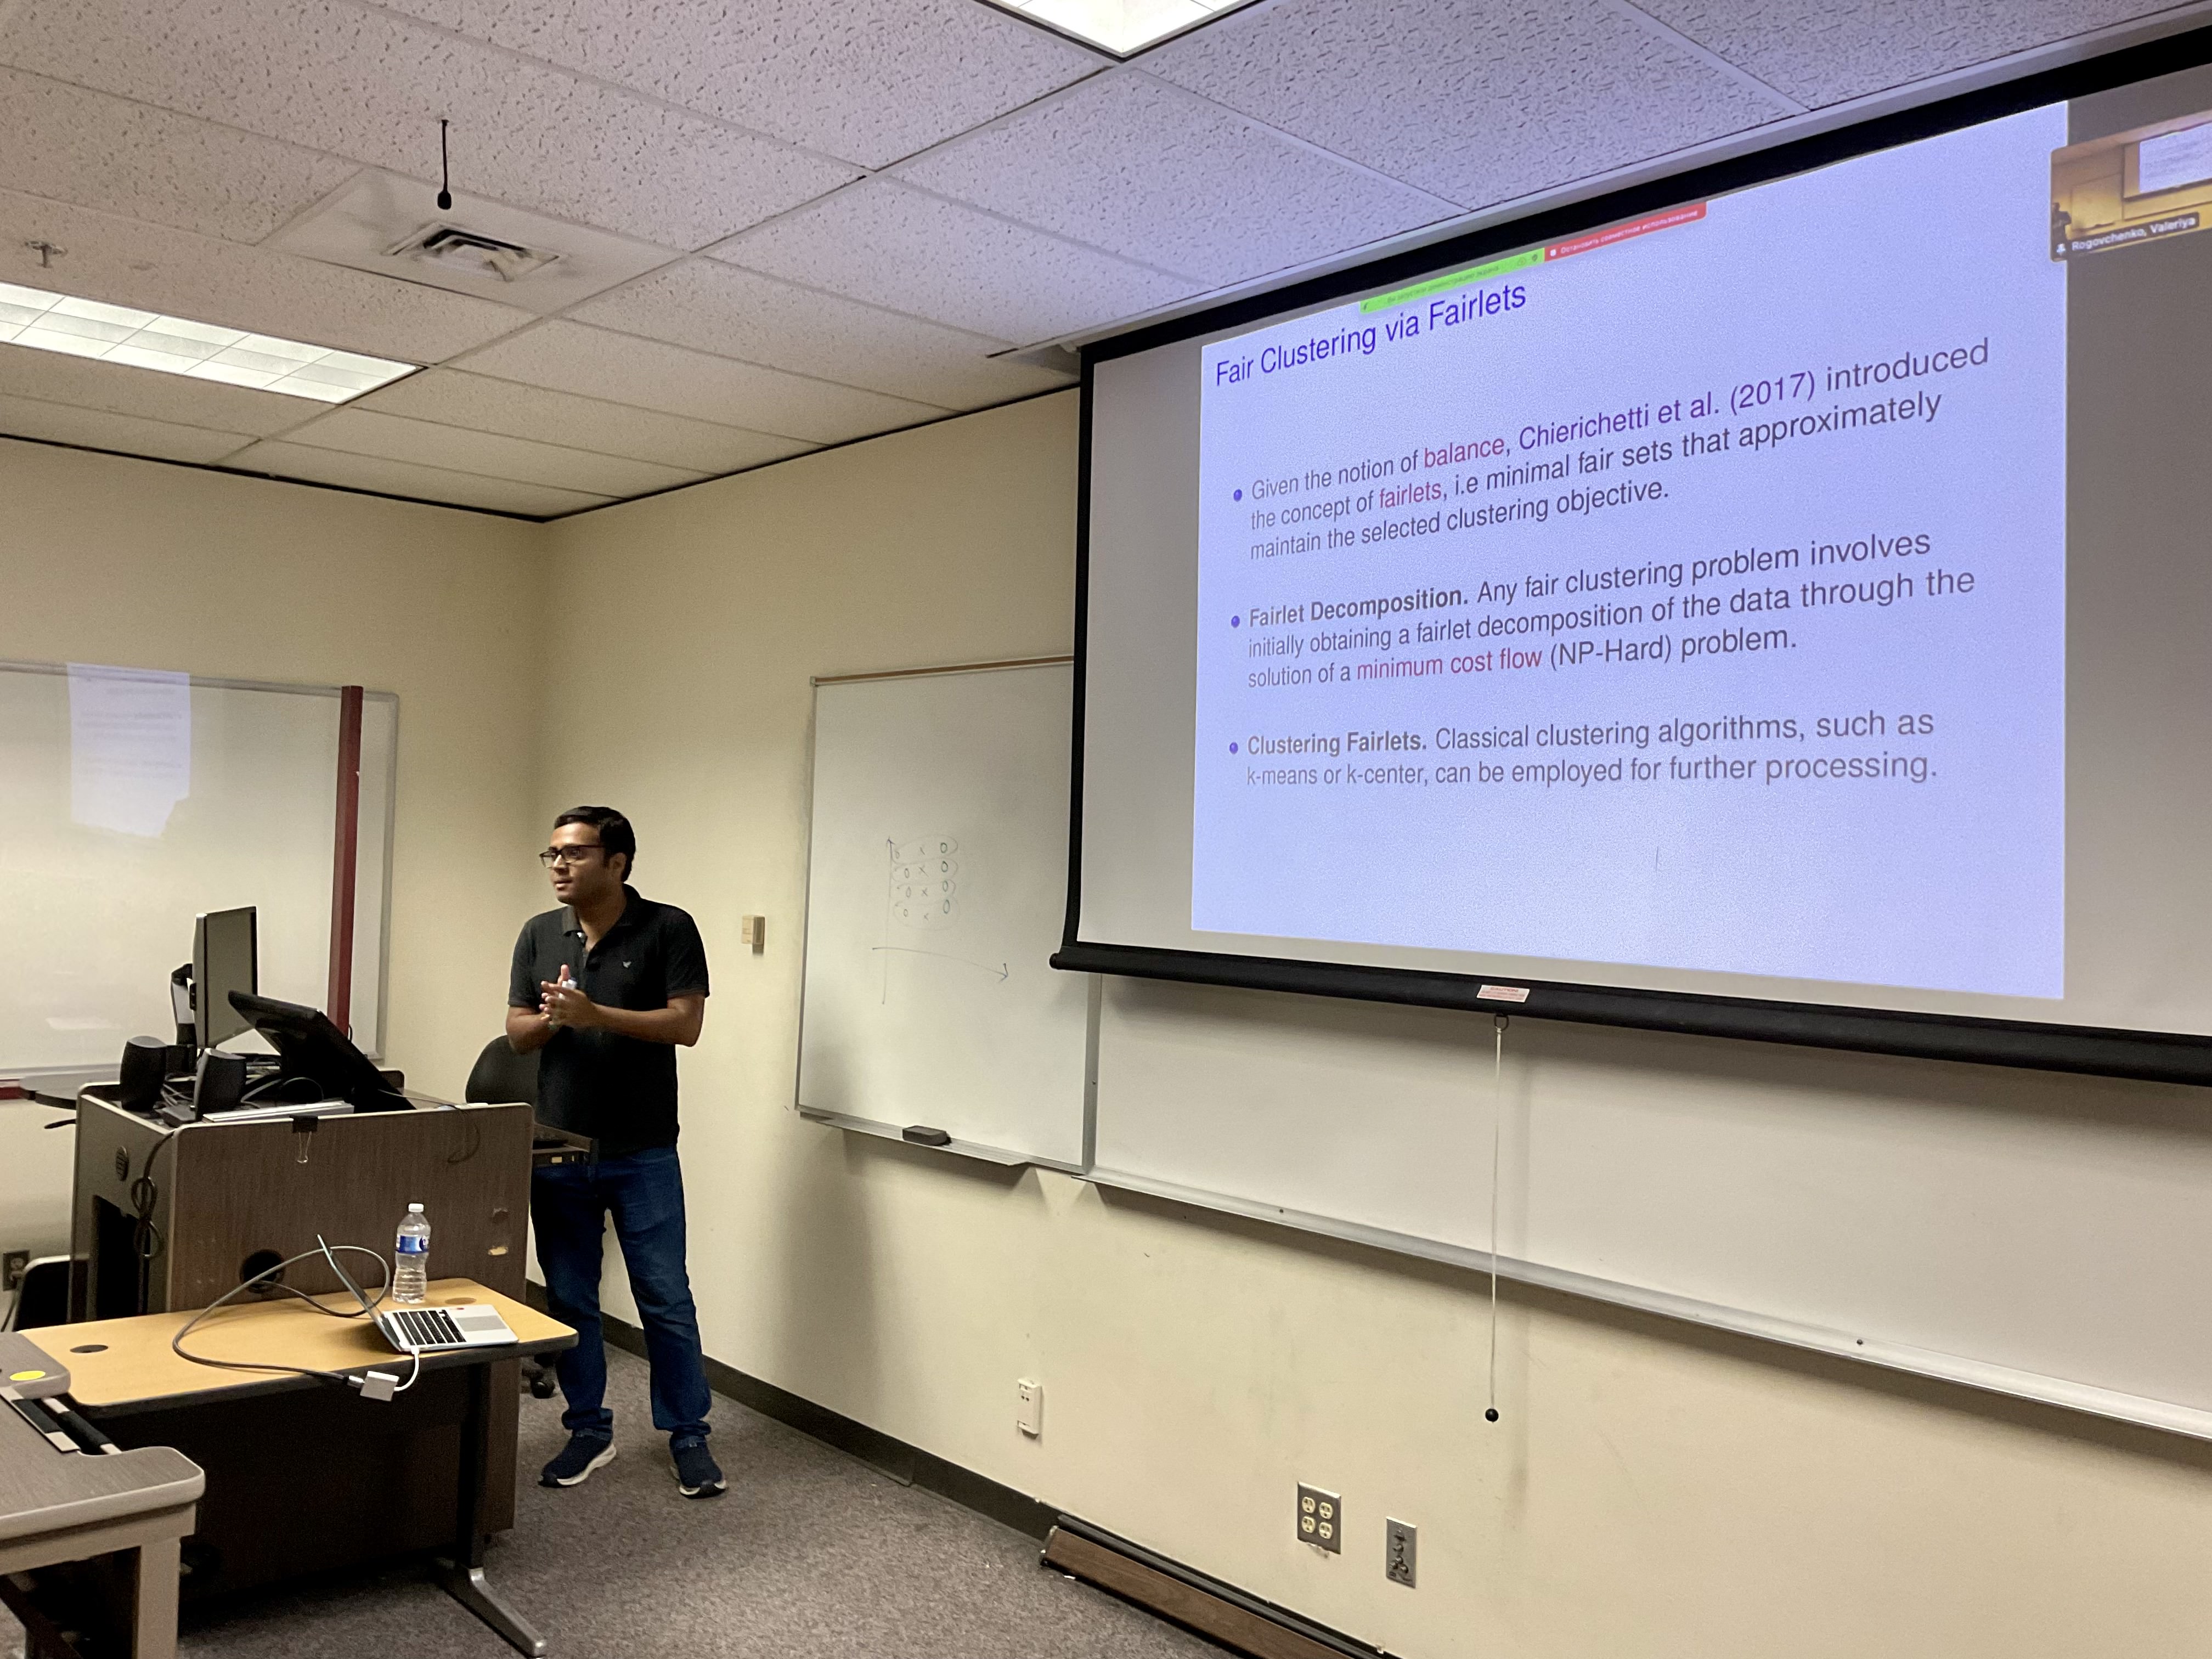 Остановить совместное использование
Rogovchenko, Valeriya
Fair Clustering via Fairlets
Given the notion of balance, Chierichetti et al. (2017) introduced
the concept of fairlets, i.e minimal fair sets that approximately
maintain the selected clustering objective.
Fairlet Decomposition. Any fair clustering problem involves
initially obtaining a fairlet decomposition of the data through the
solution of a minimum cost flow (NP-Hard) problem.
Clustering Fairlets. Classical clustering algorithms, such as
k-means or k-center, can be employed for further processing.